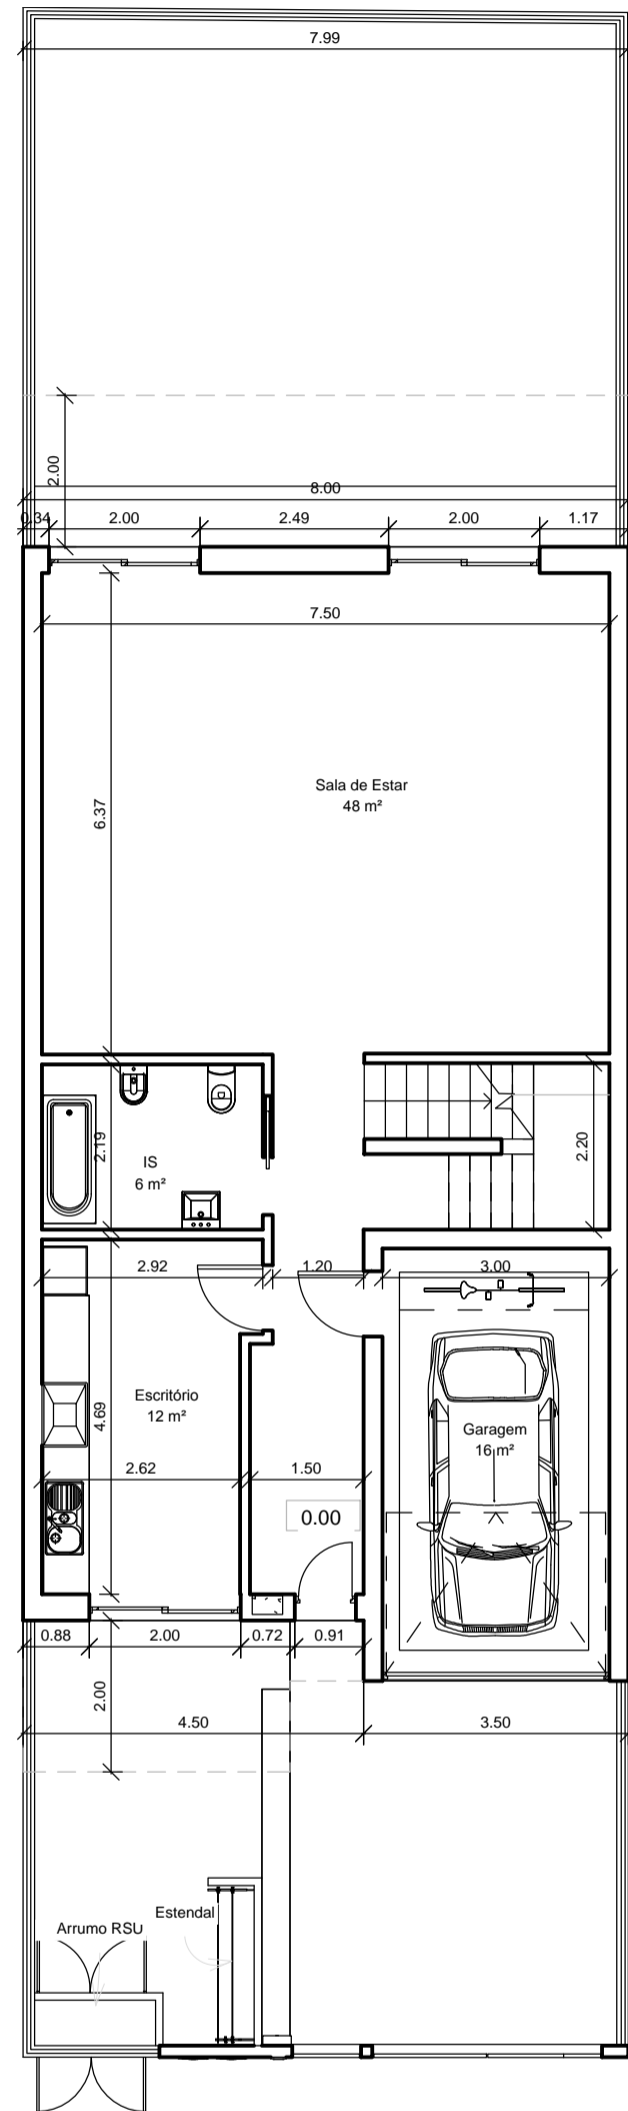 7.99
2.00
8.00
0.34 2.00 2.49 2.00 1.17
7.50
6.37
Sala de Estar
48 m²
2.19
IS
6 m²
2.20
2.92 1.20 3.00
4.69
Escritório
12 m²
Garagem
16 m²
2.62 1.50
0.00
0.88 2.00 0.72 0.91
2.00
4.50 3.50
Estendal
Arrumo RSU